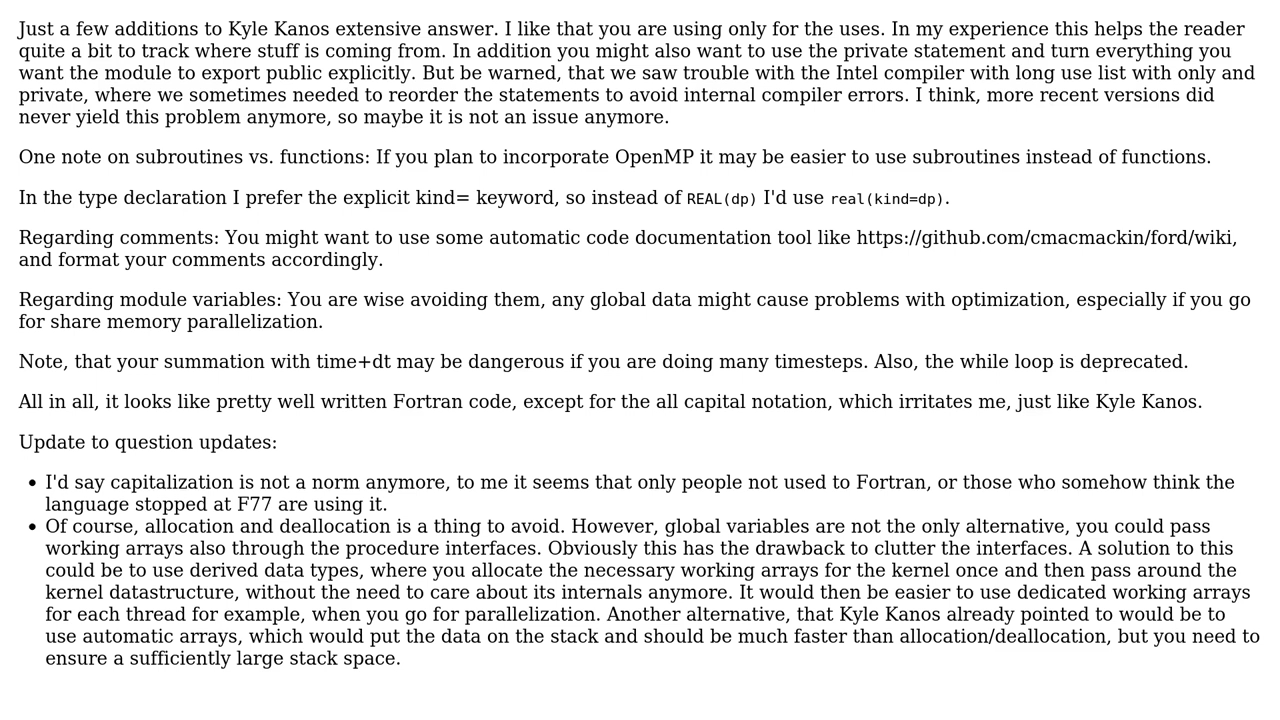 Just a few additions to Kyle Kanos extensive answer. I like that you are using only for the uses. In my experience this helps the reader
quite a bit to track where stuff is coming from. In addition you might also want to use the private statement and turn everything you
want the module to export public explicitly. But be warned, that we saw trouble with the Intel compiler with long use list with only and
private, where we sometimes needed to reorder the statements to avoid internal compiler errors. I think, more recent versions did
never yield this problem anymore, so maybe it is not an issue anymore.
One note on subroutines vs. functions: If you plan to incorporate OpenMP it may be easier to use subroutines instead of functions.
In the type declaration I prefer the explicit kind= keyword, so instead of REAL(dp) I'd use real(kind=dp).
Regarding comments: You might want to use some automatic code documentation tool like https://github.com/cmacmackin/ford/wiki,
and format your comments accordingly.
Regarding module variables: You are wise avoiding them, any global data might cause problems with optimization, especially if you go
for share memory parallelization.
Note, that your summation with time+dt may be dangerous if you are doing many timesteps. Also, the while loop is deprecated.
All in all, it looks like pretty well written Fortran code, except for the all capital notation, which irritates me, just like Kyle Kanos.
Update to question updates:
• I'd say capitalization is not a norm anymore, to me it seems that only people not used to Fortran, or those who somehow think the
language stopped at F77 are using it.
• Of course, allocation and deallocation is a thing to avoid. However, global variables are not the only alternative, you could pass
working arrays also through the procedure interfaces. Obviously this has the drawback to clutter the interfaces. A solution to this
could be to use derived data types, where you allocate the necessary working arrays for the kernel once and then pass around the
kernel datastructure, without the need to care about its internals anymore. It would then be easier to use dedicated working arrays
for each thread for example, when you go for parallelization. Another alternative, that Kyle Kanos already pointed to would be to
use automatic arrays, which would put the data on the stack and should be much faster than allocation/deallocation, but you need to
ensure a sufficiently large stack space.